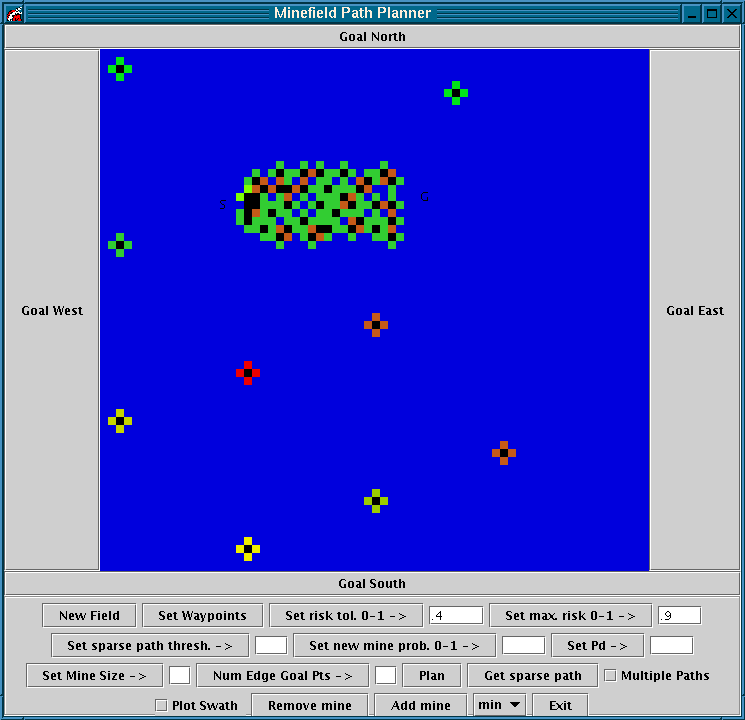 Minefield Path Planner
Goal North
S
Goal West
Goal East
Goal South
New Field Set Waypoints Set risk tol. 0-1 -> .4 Set max. risk 0-1 -> .9
Set sparse path thresh. -> Set new mine prob. 0-1 -> Set Pd ->
Set Mine Size -> Num Edge Goal Pts -> Plan Get sparse path Multiple Paths
Plot Swath Remove mine Add mine min Exit